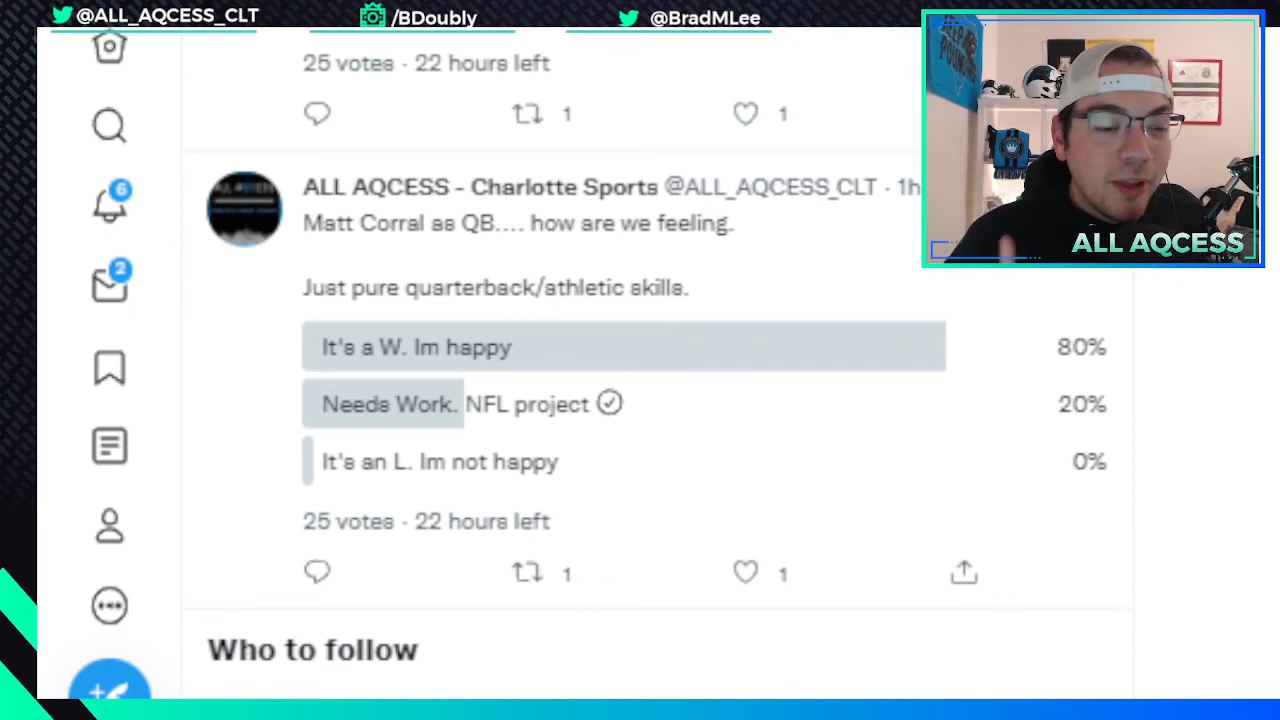 @ALL_AQCESS_CLT
/BDoubly
@BradMLee
25 votes · 22 hours left
1
1
6
ALL AQCESS - Charlotte Sports @ALL_AQCESS_CLT · 1h
Matt Corral as QB.... how are we feeling.
2
Just pure quarterback/athletic skills.
It's a W. Im happy 80%
Needs Work. NFL project 20%
It's an L. Im not happy 0%
25 votes · 22 hours left
1
1
Who to follow
KEEP POUNDING
ALL AQCESS